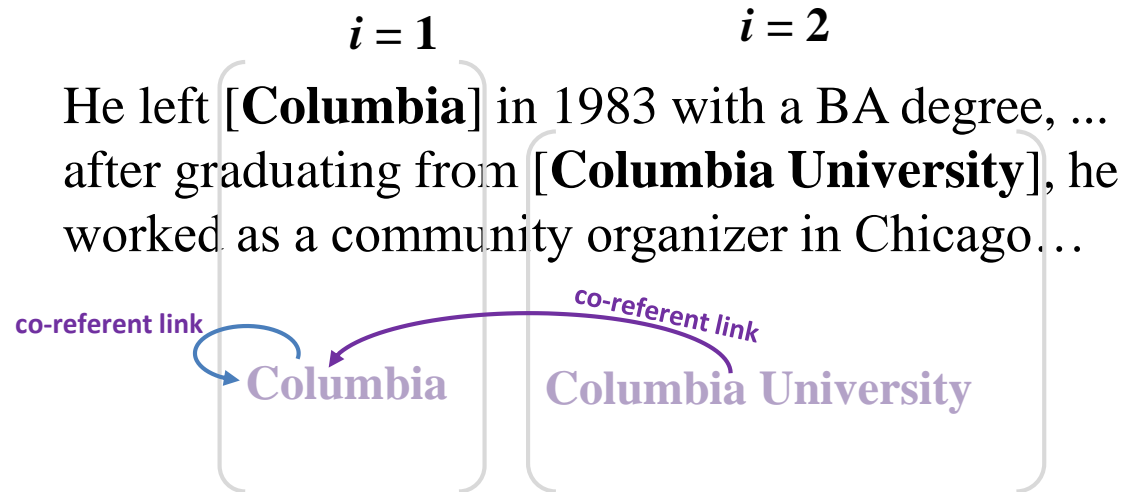 i = 1
i = 2
He left [Columbia] in 1983 with a BA degree, ...
after graduating from [Columbia University], he
worked as a community organizer in Chicago…
co-referent link
co-referent link
Columbia
Columbia University